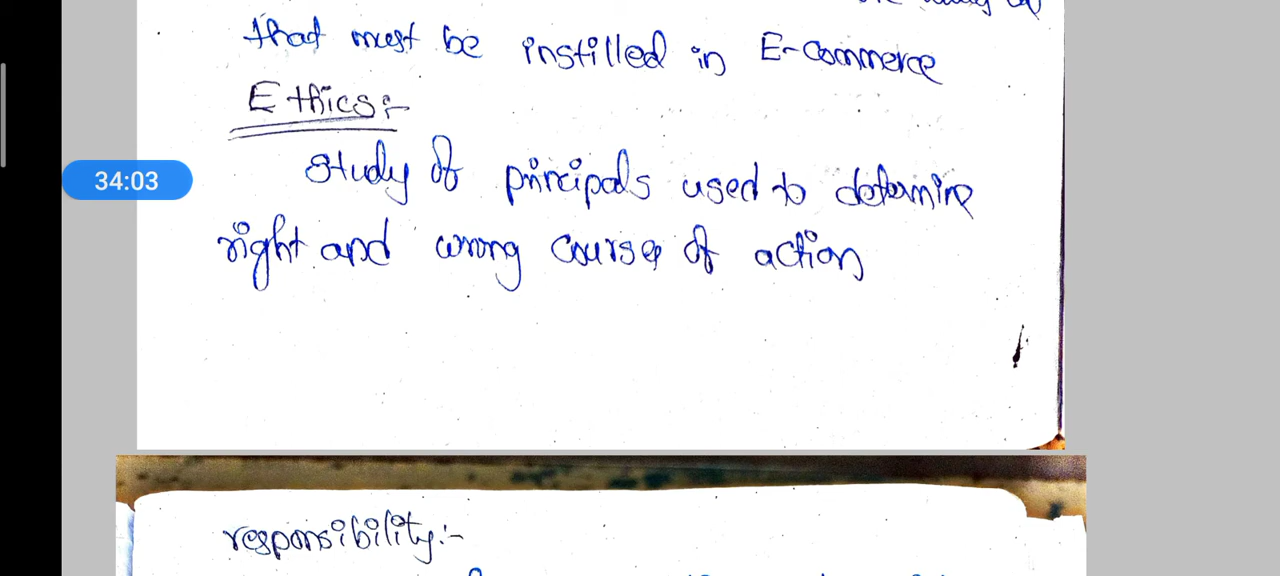 that must be instilled in E-Commerce
Ethics:-
34:03
Study of principals used to determine
right and wrong course of action
responsibility:-